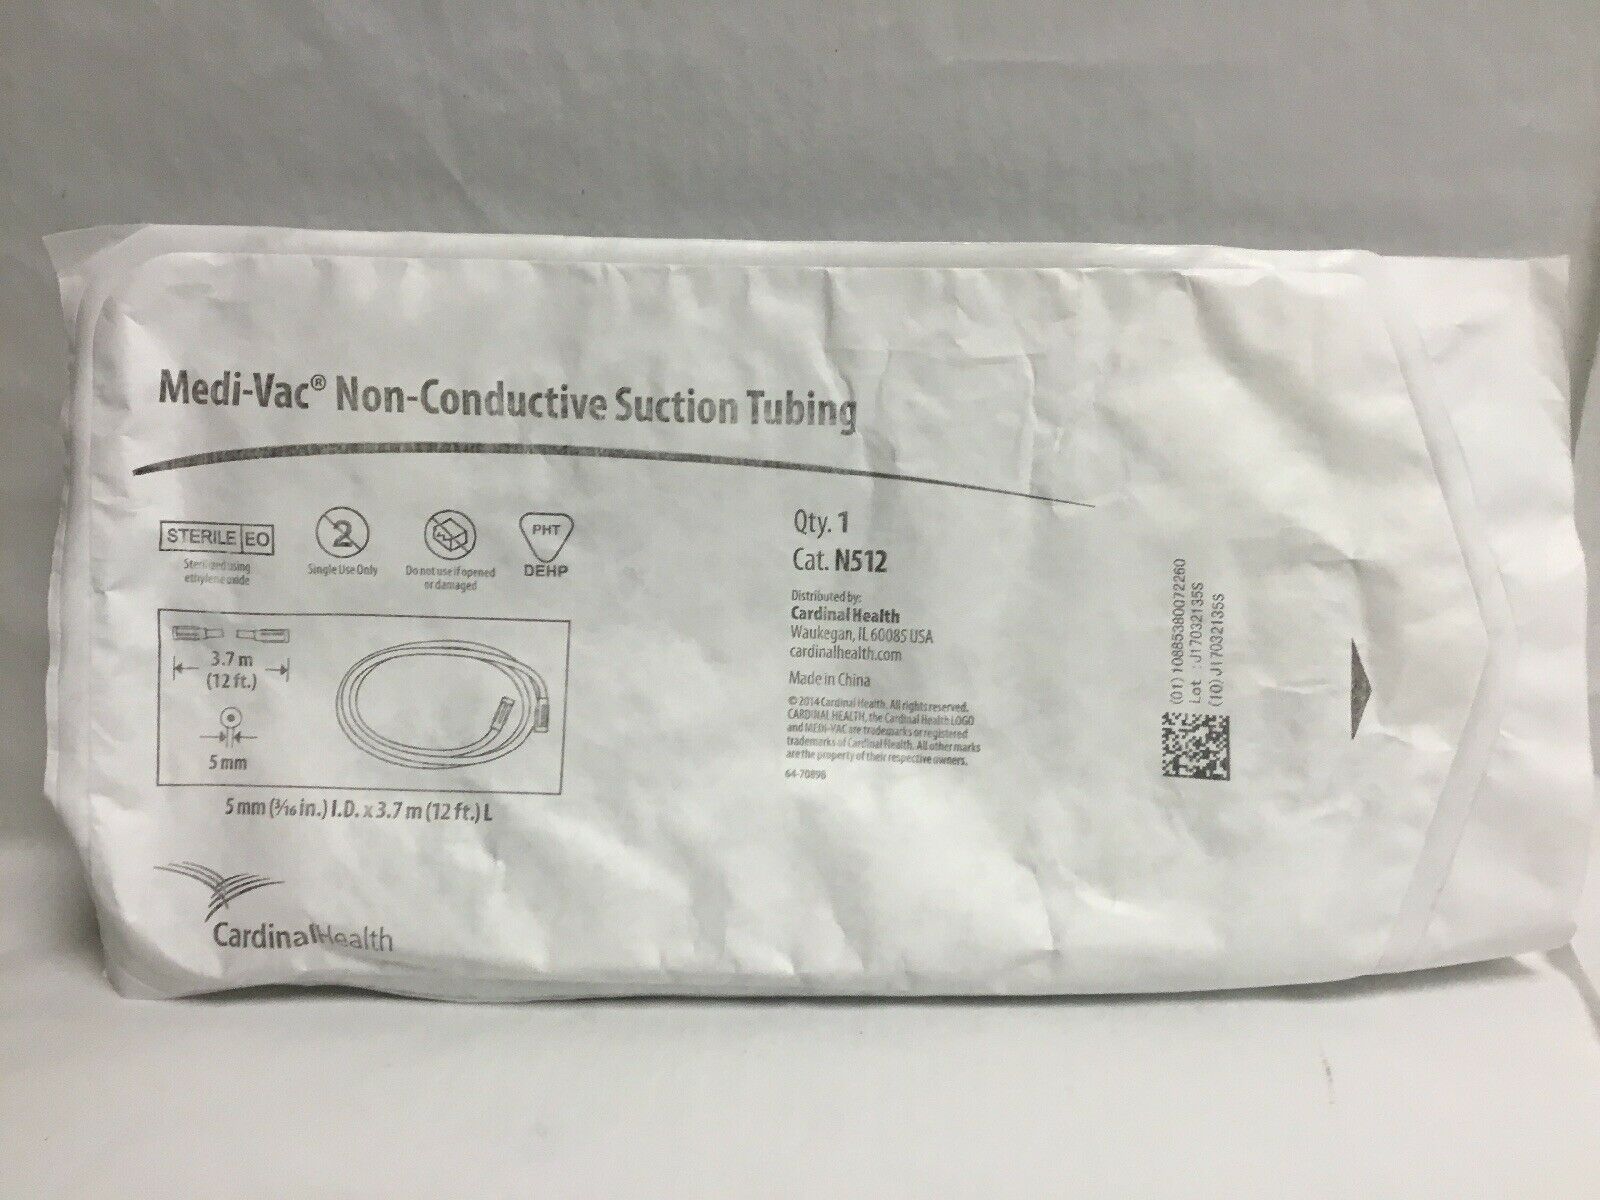 Medi-Vac® Non-Conductive Suction Tubing
STERILE EO
Sterilized using
ethylene oxide
2
Single Use Only
Do not use if opened
or damaged
PHT
DEHP
3.7 m
(12 ft.)
5 mm
5 mm (3⁄16 in.) I.D. x 3.7 m (12 ft.) L
CardinalHealth
Qty. 1
Cat. N512
Distributed by:
Cardinal Health
Waukegan, IL 60085 USA
cardinalhealth.com
Made in China
© 2014 Cardinal Health. All rights reserved.
CARDINAL HEALTH, the Cardinal Health LOGO
and MEDI-VAC are trademarks or registered
trademarks of Cardinal Health. All other marks
are the property of their respective owners.
64-70896
(01) 10885380072260
Lot : J17032135S
(10) J17032135S